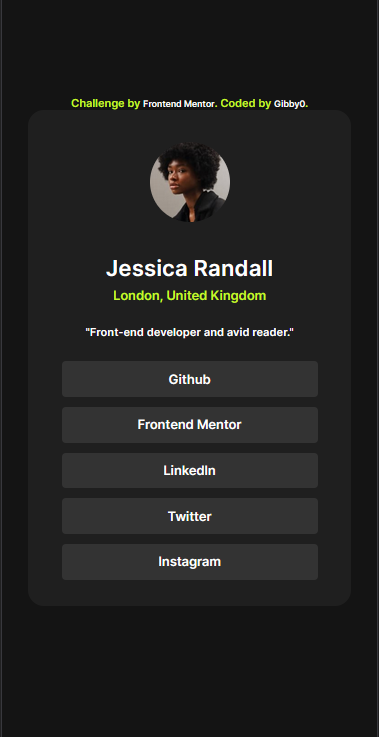 Challenge by Frontend Mentor. Coded by Gibby0.
Jessica Randall
London, United Kingdom
"Front-end developer and avid reader."
Github
Frontend Mentor
LinkedIn
Twitter
Instagram